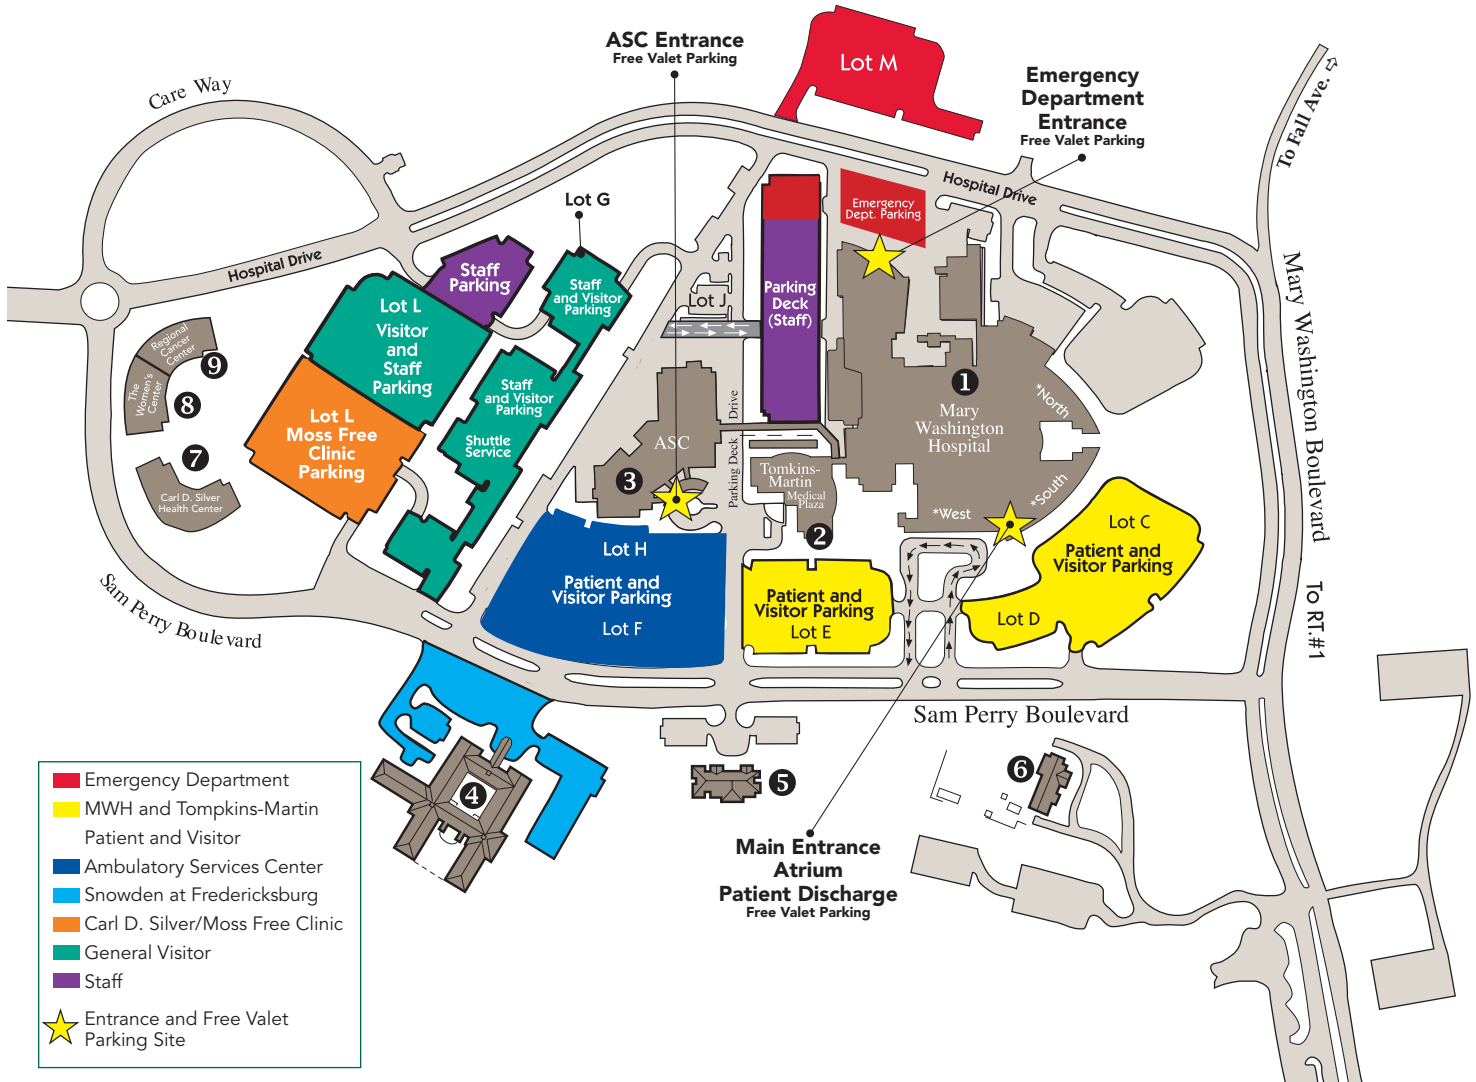 ASC Entrance
Free Valet Parking
Lot M
Emergency
Department
Entrance
Free Valet Parking
To Fall Ave.
Care Way
Hospital Drive
Lot G
Emergency
Dept. Parking
Hospital Drive
Staff
Parking
Staff
and Visitor
Parking
Lot J
Parking
Deck
(Staff)
Mary Washington Boulevard
Lot L
Visitor
and
Staff
Parking
Regional
Cancer
Center
9
The
Women's
Center
8
Staff
and Visitor
Parking
Shuttle
Service
Lot L
Moss Free
Clinic
Parking
7
Carl D. Silver
Health Center
Parking Deck Drive
ASC
3
1
Mary
Washington
Hospital
*North
*South
*West
Tomkins-
Martin
Medical
Plaza
2
Lot H
Patient and
Visitor Parking
Lot F
Patient and
Visitor Parking
Lot E
Lot C
Patient and
Visitor Parking
Lot D
To RT.#1
Sam Perry Boulevard
Sam Perry Boulevard
4
5
6
Main Entrance
Atrium
Patient Discharge
Free Valet Parking
Emergency Department
MWH and Tompkins-Martin
Patient and Visitor
Ambulatory Services Center
Snowden at Fredericksburg
Carl D. Silver/Moss Free Clinic
General Visitor
Staff
Entrance and Free Valet
Parking Site